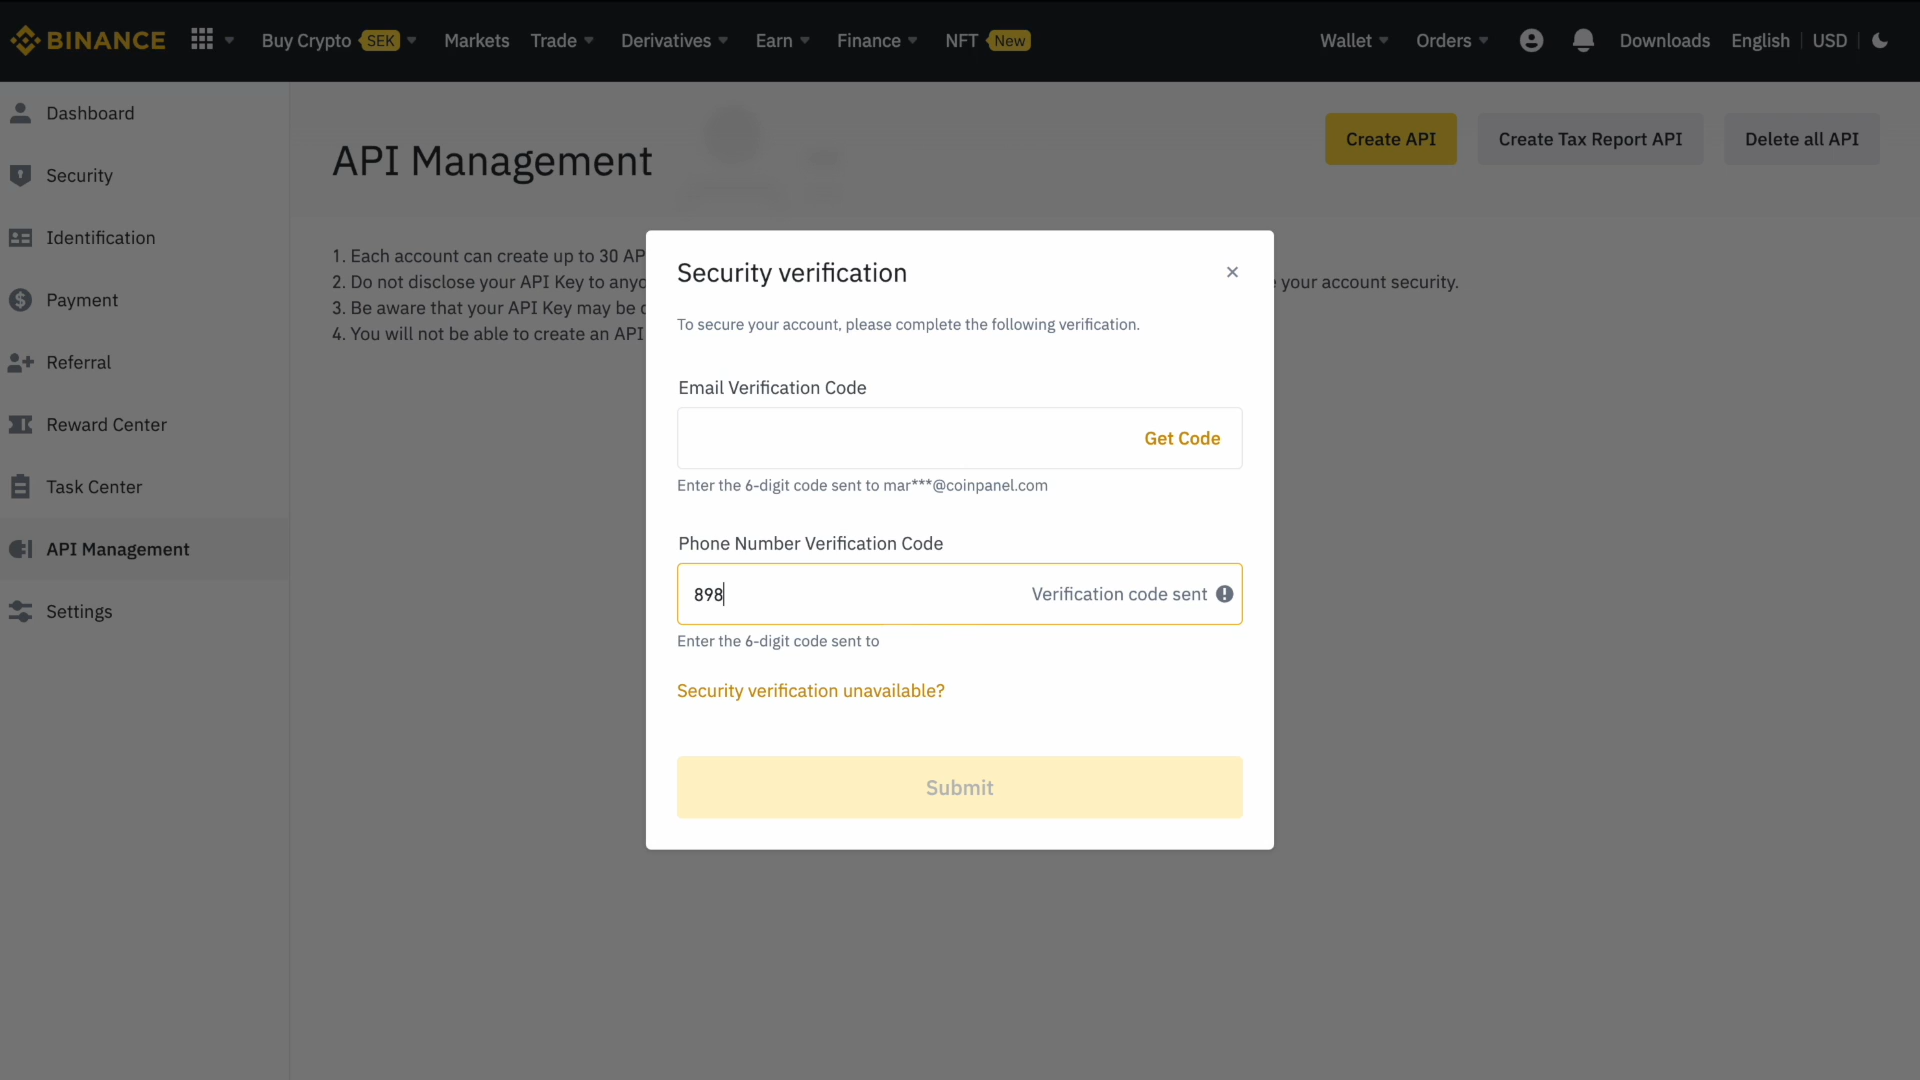 BINANCE
Buy Crypto SEK
Markets
Trade
Derivatives
Earn
Finance
NFT New
Wallet
Orders
Downloads
English
USD
Dashboard
Security
Identification
Payment
Referral
Reward Center
Task Center
API Management
Settings
API Management
Create API
Create Tax Report API
Delete all API
1. Each account can create up to 30 AP
2. Do not disclose your API Key to anyo
your account security.
3. Be aware that your API Key may be
4. You will not be able to create an API
Security verification
To secure your account, please complete the following verification.
Email Verification Code
Get Code
Enter the 6-digit code sent to mar***@coinpanel.com
Phone Number Verification Code
898
Verification code sent
Enter the 6-digit code sent to
Security verification unavailable?
Submit